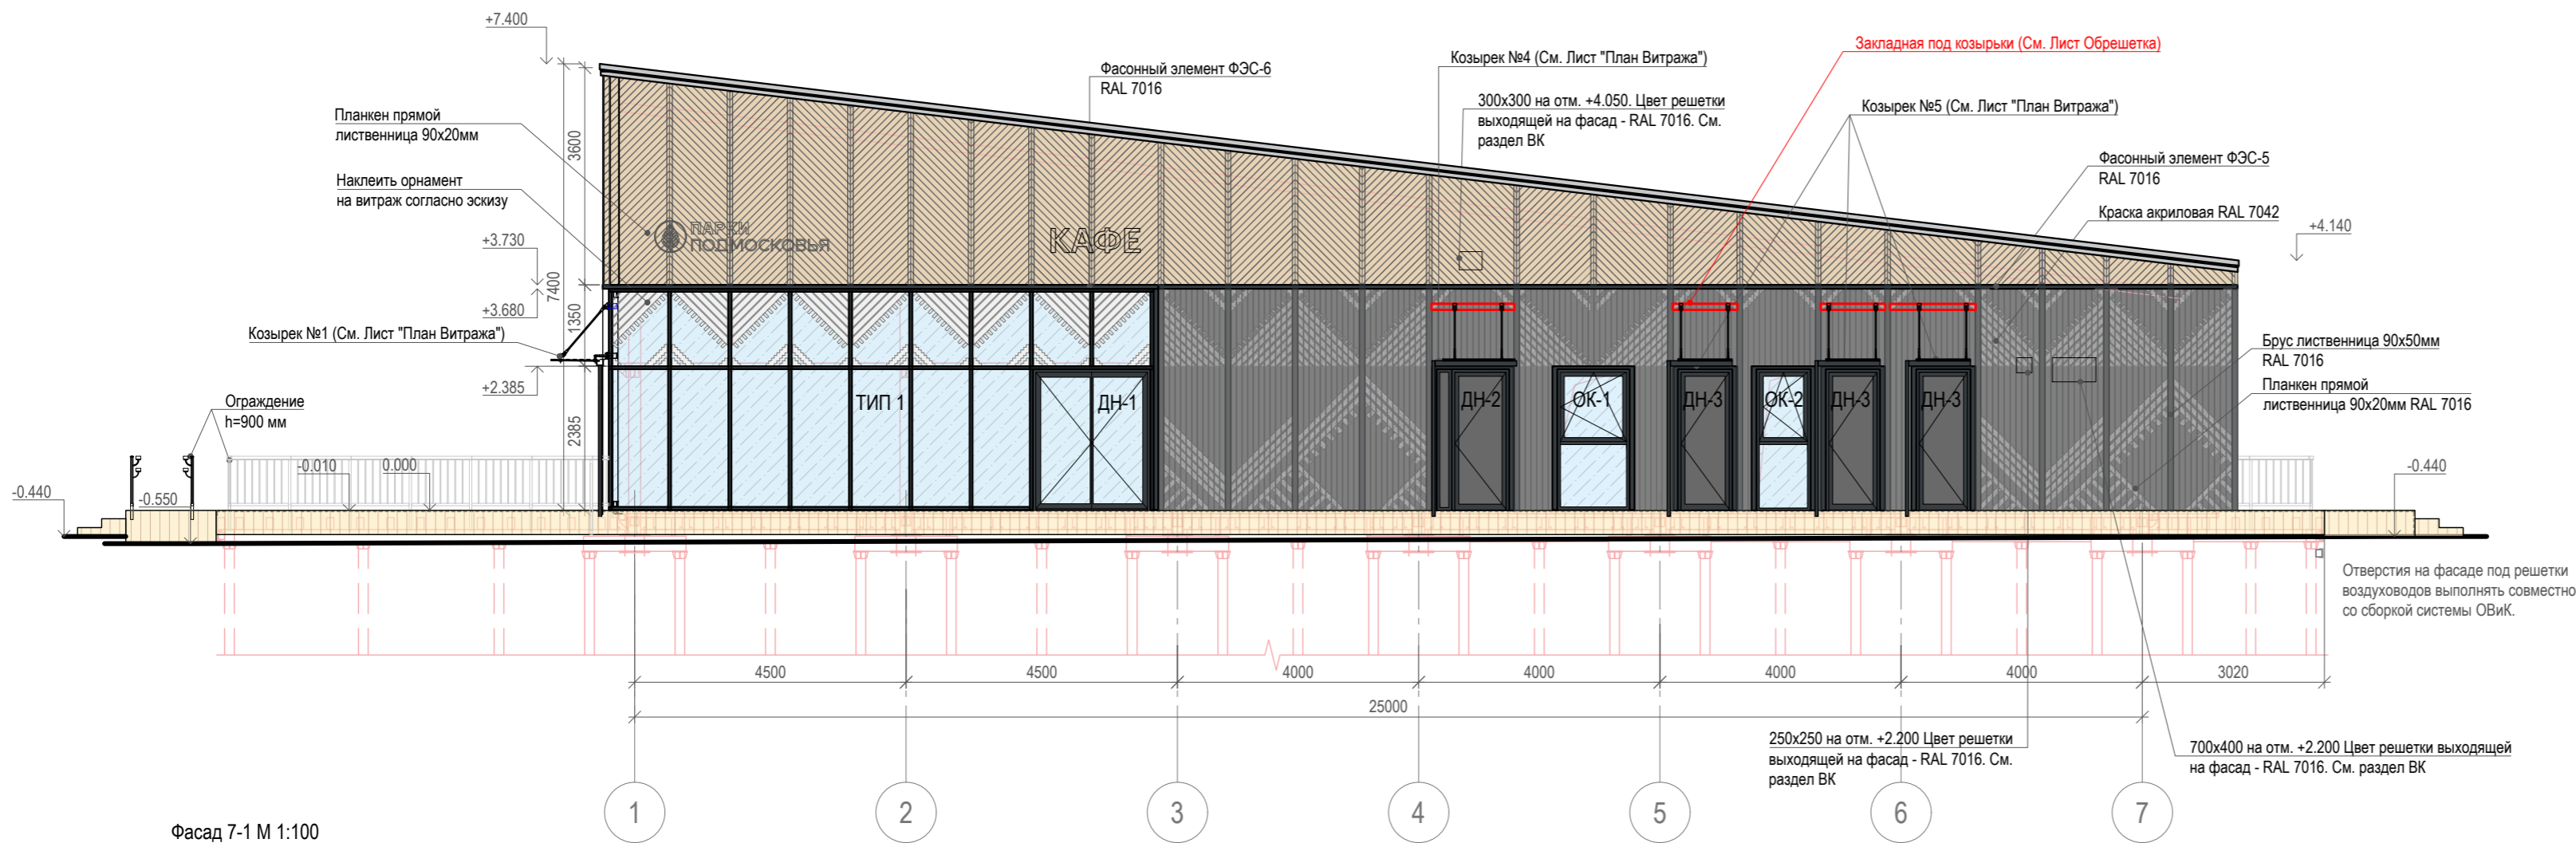 +7.400
Фасонный элемент ФЭС-6
RAL 7016
Козырек №4 (См. Лист "План Витража")
Закладная под козырьки (См. Лист Обрешетка)
300х300 на отм. +4.050. Цвет решетки
выходящей на фасад - RAL 7016. См.
раздел ВК
Козырек №5 (См. Лист "План Витража")
Планкен прямой
лиственница 90х20мм
3600
Фасонный элемент ФЭС-5
RAL 7016
Наклеить орнамент
на витраж согласно эскизу
Краска акриловая RAL 7042
+4.140
ПАРКИ
ПОДМОСКОВЬЯ
КАФЕ
+3.730
7400
+3.680
1350
Козырек №1 (См. Лист "План Витража")
Брус лиственница 90х50мм
RAL 7016
+2.385
Планкен прямой
лиственница 90х20мм RAL 7016
Ограждение
h=900 мм
2385
ТИП 1
ДН-1
ДН-2
ОК-1
ДН-3
ОК-2
ДН-3
ДН-3
-0.010
0.000
-0.440
-0.550
-0.440
Отверстия на фасаде под решетки
воздуховодов выполнять совместно
со сборкой системы ОВиК.
4500
4500
4000
4000
4000
4000
3020
25000
250х250 на отм. +2.200 Цвет решетки
выходящей на фасад - RAL 7016. См.
раздел ВК
700х400 на отм. +2.200 Цвет решетки выходящей
на фасад - RAL 7016. См. раздел ВК
1
2
3
4
5
6
7
Фасад 7-1 М 1:100